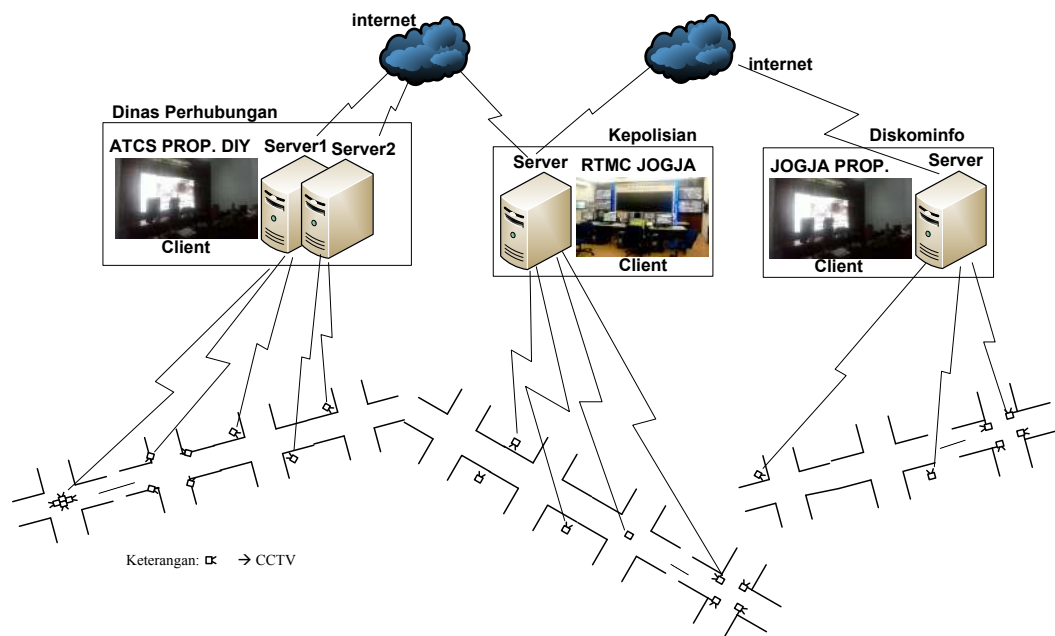 internet
internet
Dinas Perhubungan
ATCS PROP. DIY
Server1
Server2
Client
Kepolisian
Server
RTMC JOGJA
Client
Diskominfo
JOGJA PROP.
Server
Client
Keterangan: → CCTV